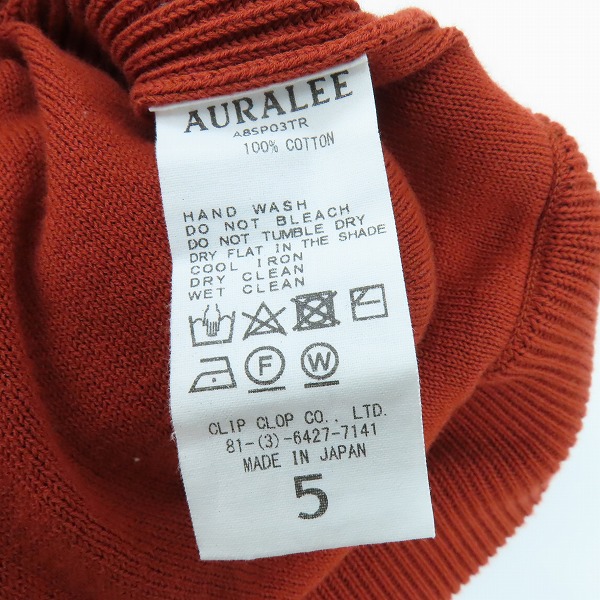 AURALEE
A8SP03TR
100% COTTON
HAND WASH
DO NOT BLEACH
DO NOT TUMBLE DRY
DRY FLAT IN THE SHADE
COOL IRON
DRY CLEAN
WET CLEAN
F W
CLIP CLOP CO., LTD.
81-(3)-6427-7141
MADE IN JAPAN
5